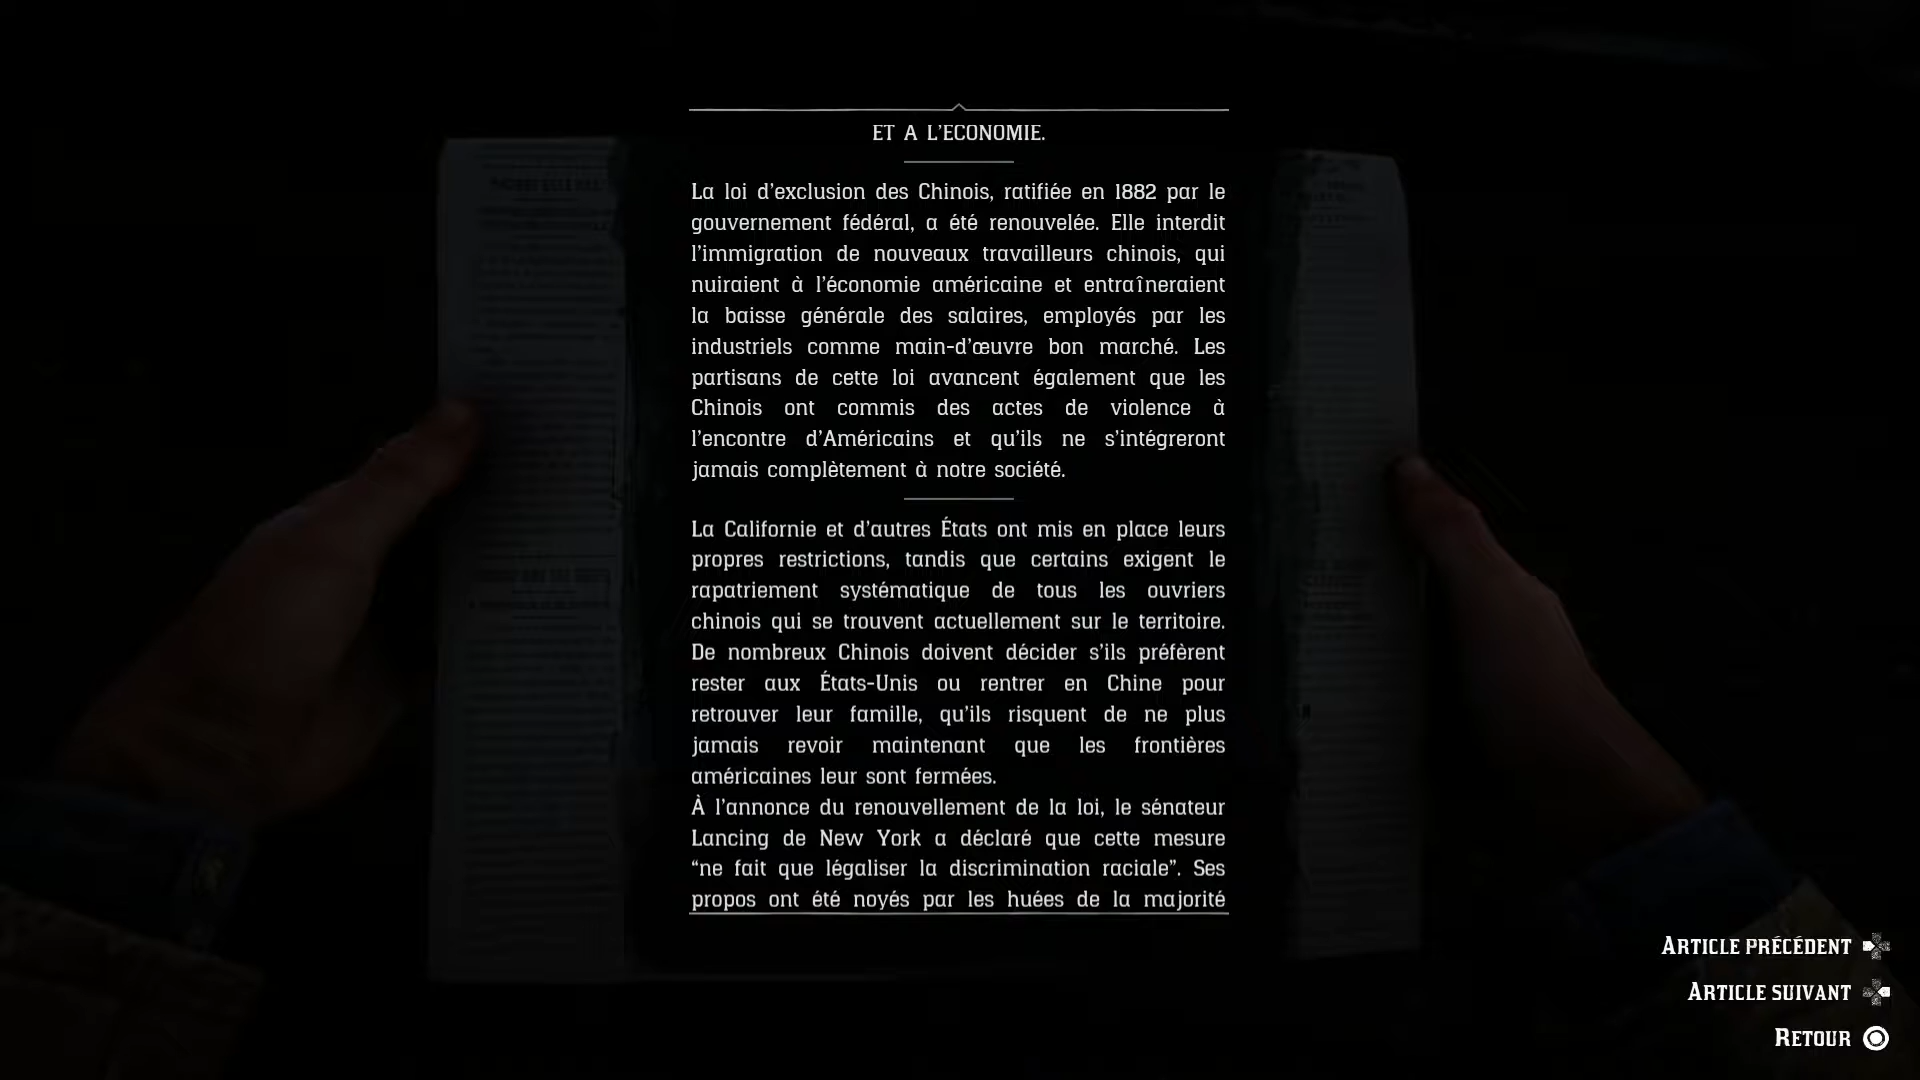 ET A L'ECONOMIE.
La loi d'exclusion des Chinois, ratifiée en 1882 par le
gouvernement fédéral, a été renouvelée. Elle interdit
l'immigration de nouveaux travailleurs chinois, qui
nuiraient à l'économie américaine et entraîneraient
la baisse générale des salaires, employés par les
industriels comme main-d'œuvre bon marché. Les
partisans de cette loi avancent également que les
Chinois ont commis des actes de violence à
l'encontre d'Américains et qu'ils ne s'intégreront
jamais complètement à notre société.
La Californie et d'autres États ont mis en place leurs
propres restrictions, tandis que certains exigent le
rapatriement systématique de tous les ouvriers
chinois qui se trouvent actuellement sur le territoire.
De nombreux Chinois doivent décider s'ils préfèrent
rester aux États-Unis ou rentrer en Chine pour
retrouver leur famille, qu'ils risquent de ne plus
jamais revoir maintenant que les frontières
américaines leur sont fermées.
À l'annonce du renouvellement de la loi, le sénateur
Lancing de New York a déclaré que cette mesure
“ne fait que légaliser la discrimination raciale”. Ses
propos ont été noyés par les huées de la majorité
ARTICLE PRÉCÉDENT
ARTICLE SUIVANT
RETOUR